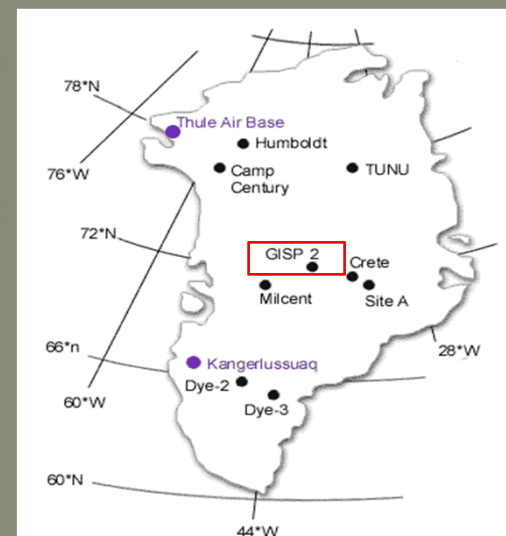 78*N
Thule Air Base
Humboldt
76*W
Camp
Century
TUNU
72*N
GISP 2
Crete
Milcent
Site A
66*n
28*W
Kangerlussuaq
60*W
Dye-2
Dye-3
60*N
44*W